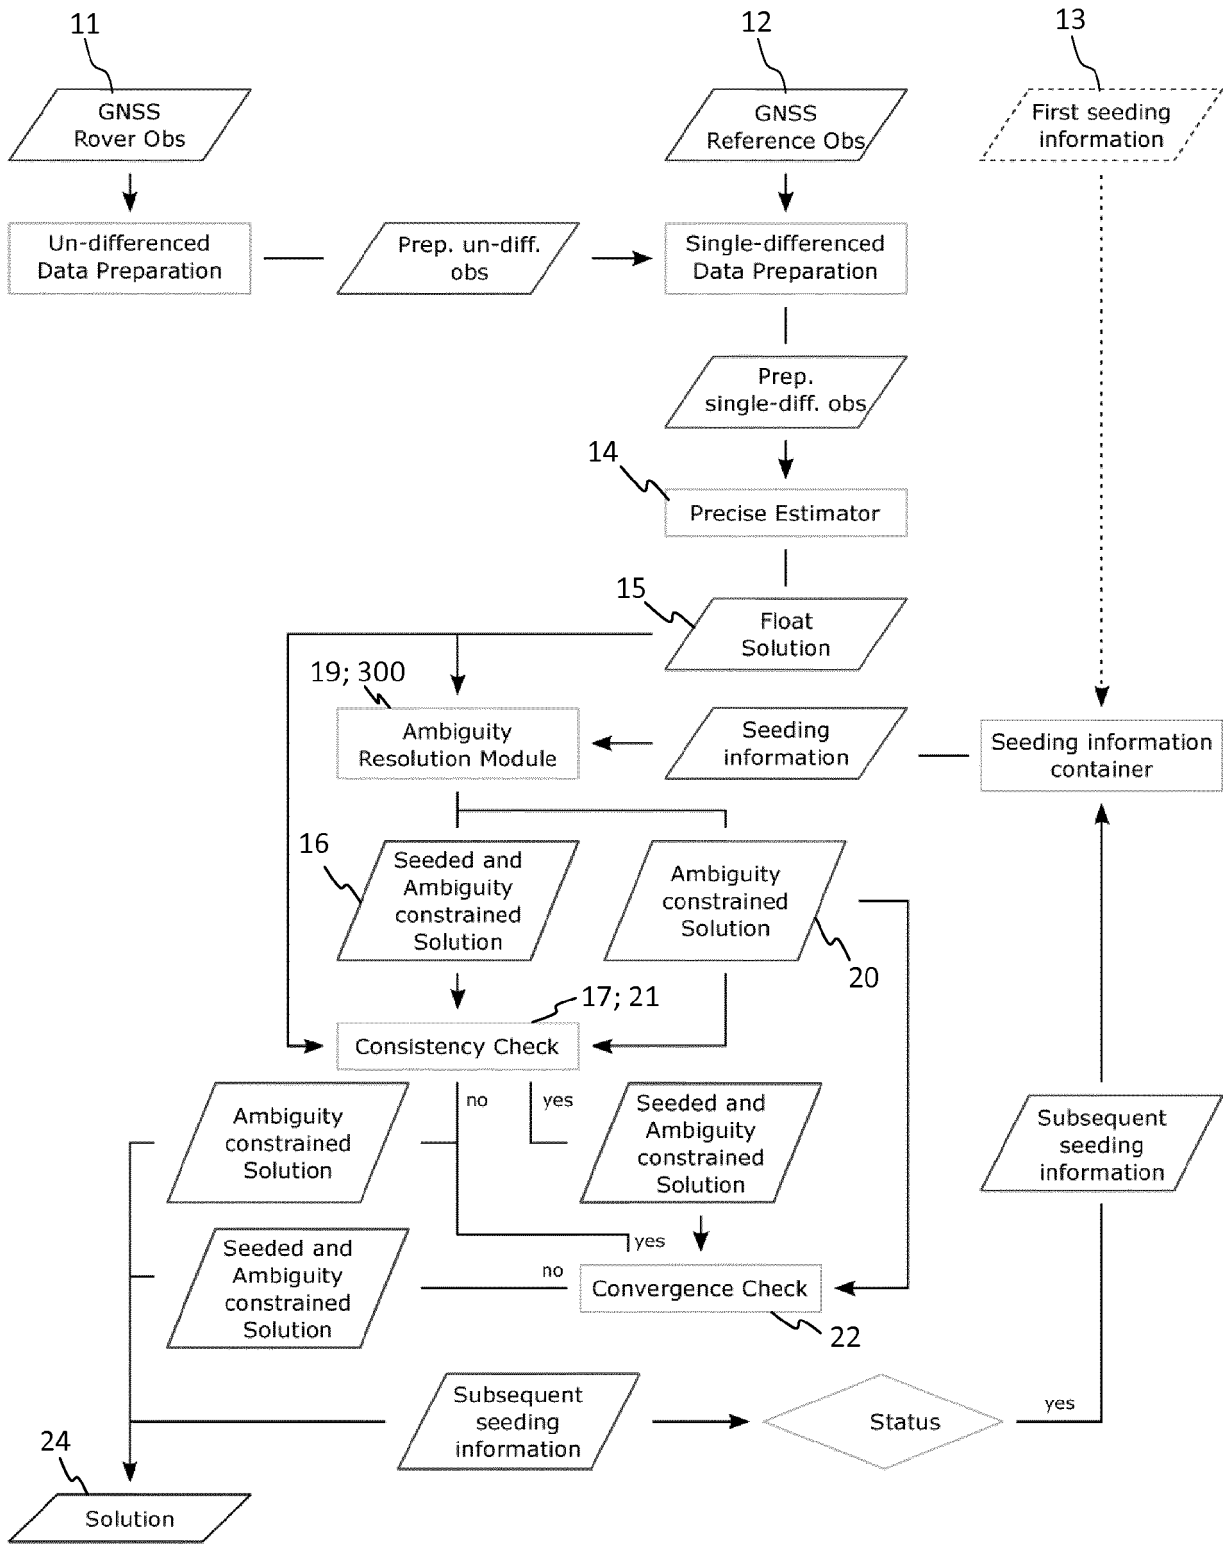 11
12
13
GNSS
Rover Obs
GNSS
Reference Obs
First seeding
information
Un-differenced
Data Preparation
Prep. un-diff.
obs
Single-differenced
Data Preparation
Prep.
single-diff. obs
14
Precise Estimator
15
Float
Solution
19; 300
Ambiguity
Resolution Module
Seeding
information
Seeding information
container
16
Seeded and
Ambiguity
constrained
Solution
Ambiguity
constrained
Solution
20
17; 21
Consistency Check
no
yes
Ambiguity
constrained
Solution
Seeded and
Ambiguity
constrained
Solution
Subsequent
seeding
information
yes
Seeded and
Ambiguity
constrained
Solution
no
Convergence Check
22
Subsequent
seeding
information
Status
yes
24
Solution